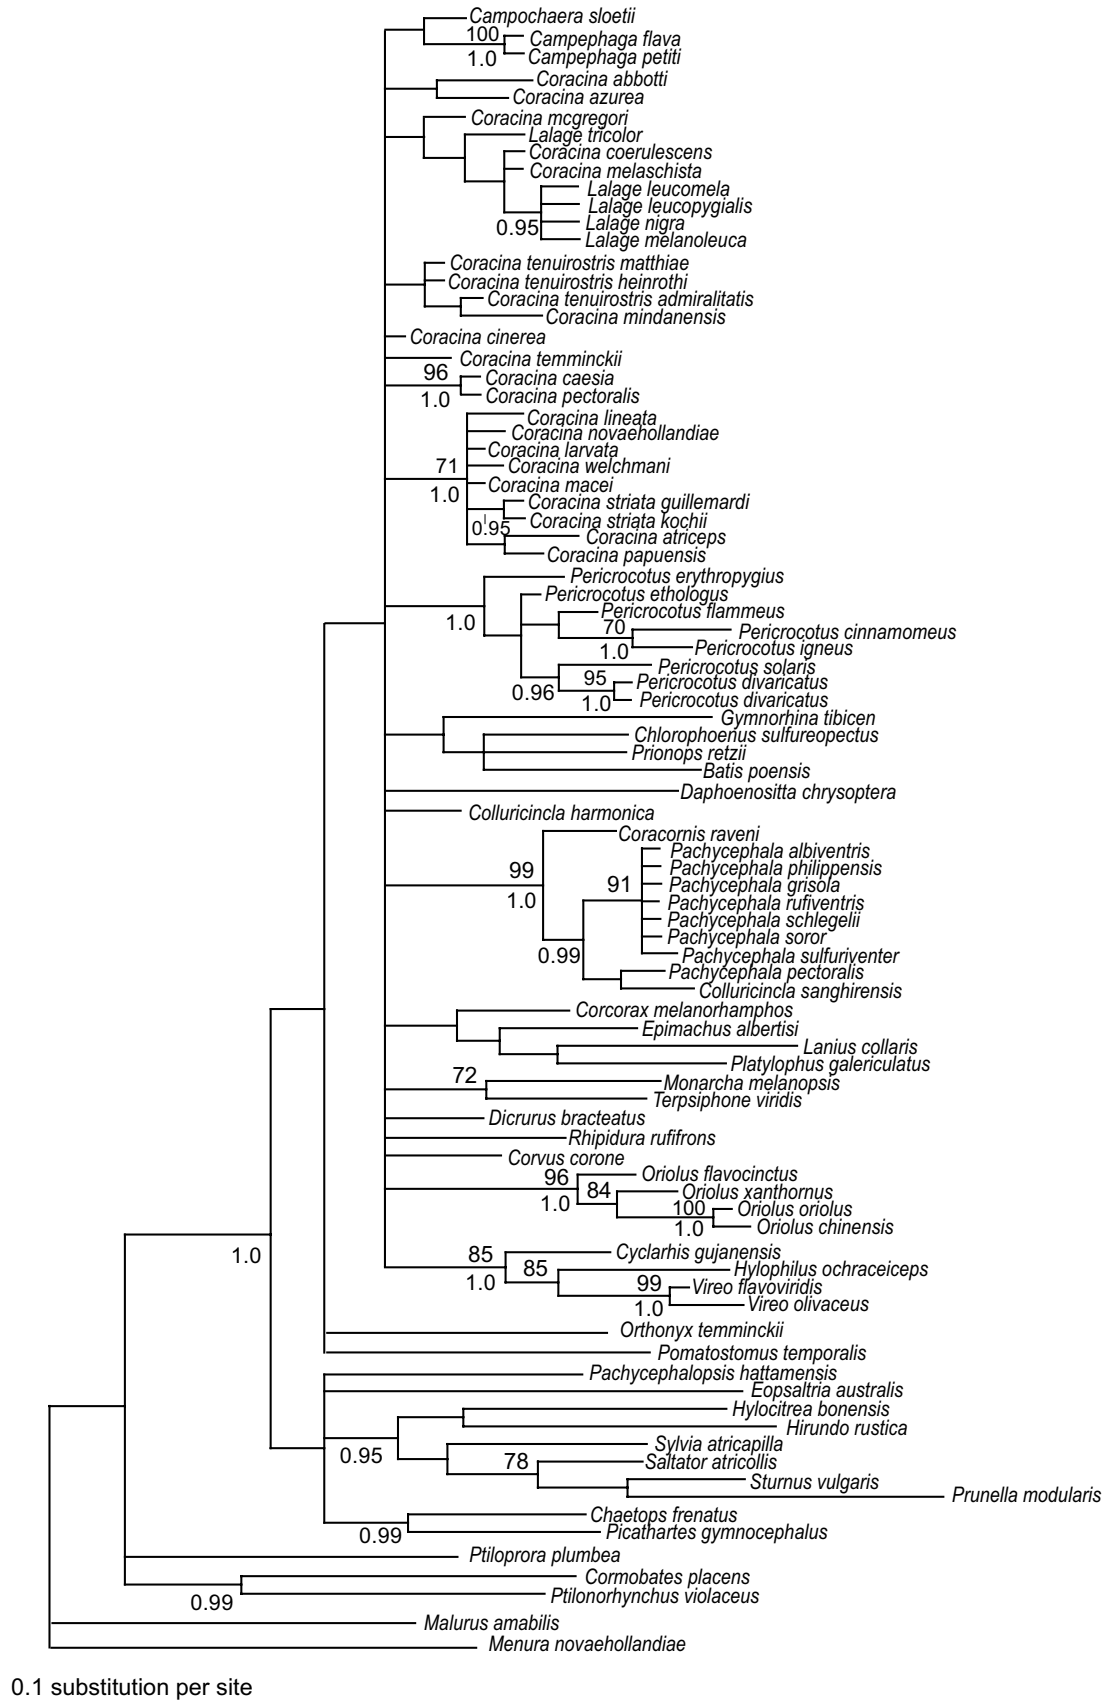 Campochaera sloetii
100
Campephaga flava
1.0
Campephaga petiti
Coracina abbotti
Coracina azurea
Coracina mcgregori
Lalage tricolor
Coracina coerulescens
Coracina melaschista
Lalage leucomela
Lalage leucopygialis
Lalage nigra
0.95
Lalage melanoleuca
Coracina tenuirostris matthiae
Coracina tenuirostris heinrothi
Coracina tenuirostris admiralitatis
Coracina mindanensis
Coracina cinerea
Coracina temminckii
96
Coracina caesia
1.0
Coracina pectoralis
Coracina lineata
Coracina novaehollandiae
Coracina larvata
71
Coracina welchmani
1.0
Coracina macei
Coracina striata guillemardi
0.95
Coracina striata kochii
Coracina atriceps
Coracina papuensis
Pericrocotus erythropygius
Pericrocotus ethologus
1.0
Pericrocotus flammeus
70
Pericrocotus cinnamomeus
1.0
Pericrocotus igneus
Pericrocotus solaris
95
Pericrocotus divaricatus
0.96
1.0
Pericrocotus divaricatus
Gymnorhina tibicen
Chlorophoenus sulfureopectus
Prionops retzii
Batis poensis
Daphoenositta chrysoptera
Colluricincla harmonica
Coracornis raveni
Pachycephala albiventris
99
Pachycephala philippensis
91
Pachycephala grisola
1.0
Pachycephala rufiventris
Pachycephala schlegelii
Pachycephala soror
0.99
Pachycephala sulfuriventer
Pachycephala pectoralis
Colluricincla sanghirensis
Corcorax melanorhamphos
Epimachus albertisi
Lanius collaris
Platylophus galericulatus
72
Monarcha melanopsis
Terpsiphone viridis
Dicrurus bracteatus
Rhipidura rufifrons
Corvus corone
96
Oriolus flavocinctus
1.0
84
Oriolus xanthornus
100
Oriolus oriolus
1.0
Oriolus chinensis
85
Cyclarhis gujanensis
1.0
1.0
85
Hylophilus ochraceiceps
99
Vireo flavoviridis
1.0
Vireo olivaceus
Orthonyx temminckii
Pomatostomus temporalis
Pachycephalopsis hattamensis
Eopsaltria australis
Hylocitrea bonensis
Hirundo rustica
0.95
Sylvia atricapilla
78
Saltator atricollis
Sturnus vulgaris
Prunella modularis
Chaetops frenatus
0.99
Picathartes gymnocephalus
Ptiloprora plumbea
Cormobates placens
0.99
Ptilonorhynchus violaceus
Malurus amabilis
Menura novaehollandiae
0.1 substitution per site